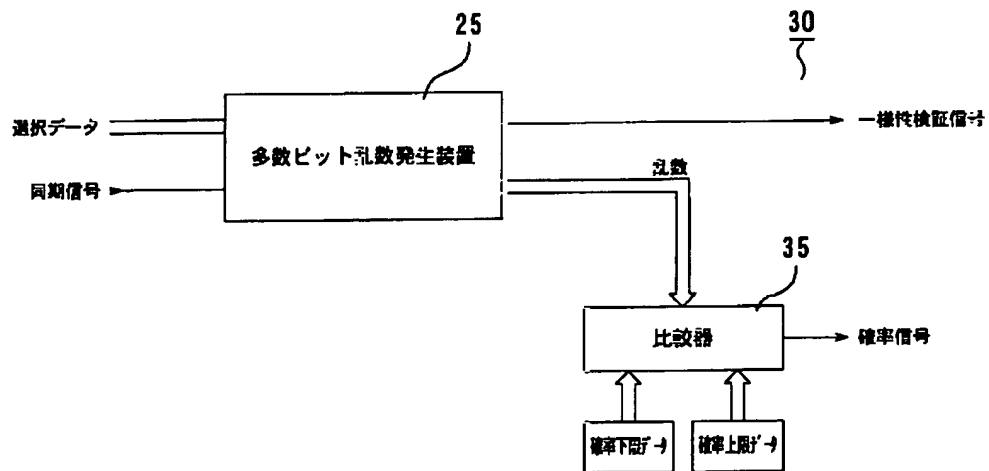 25
30
選択データ
多数ビット乱数発生装置
一様性検証信号
同期信号
乱数
35
比較器
確率信号
確率下限データ
確率上限データ